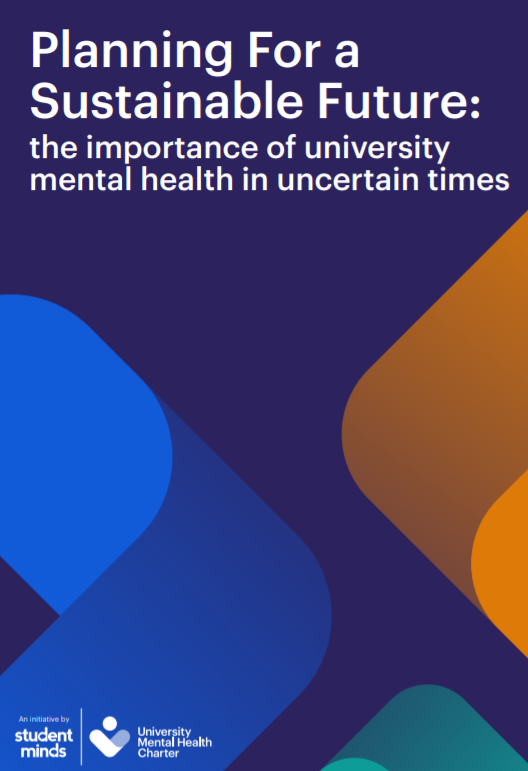 Planning For a
Sustainable Future:
the importance of university
mental health in uncertain times
An initiative by
student
minds
University
Mental Health
Charter